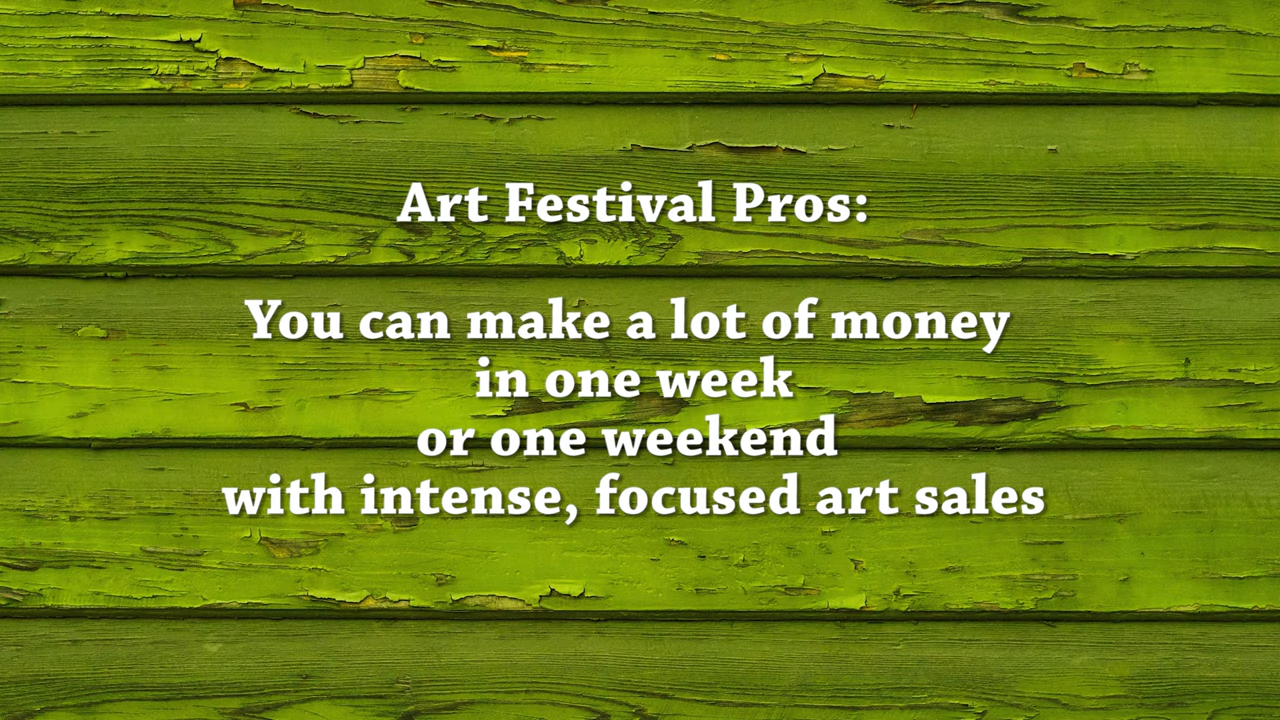 Art Festival Pros:
You can make a lot of money
in one week
or one weekend
with intense, focused art sales